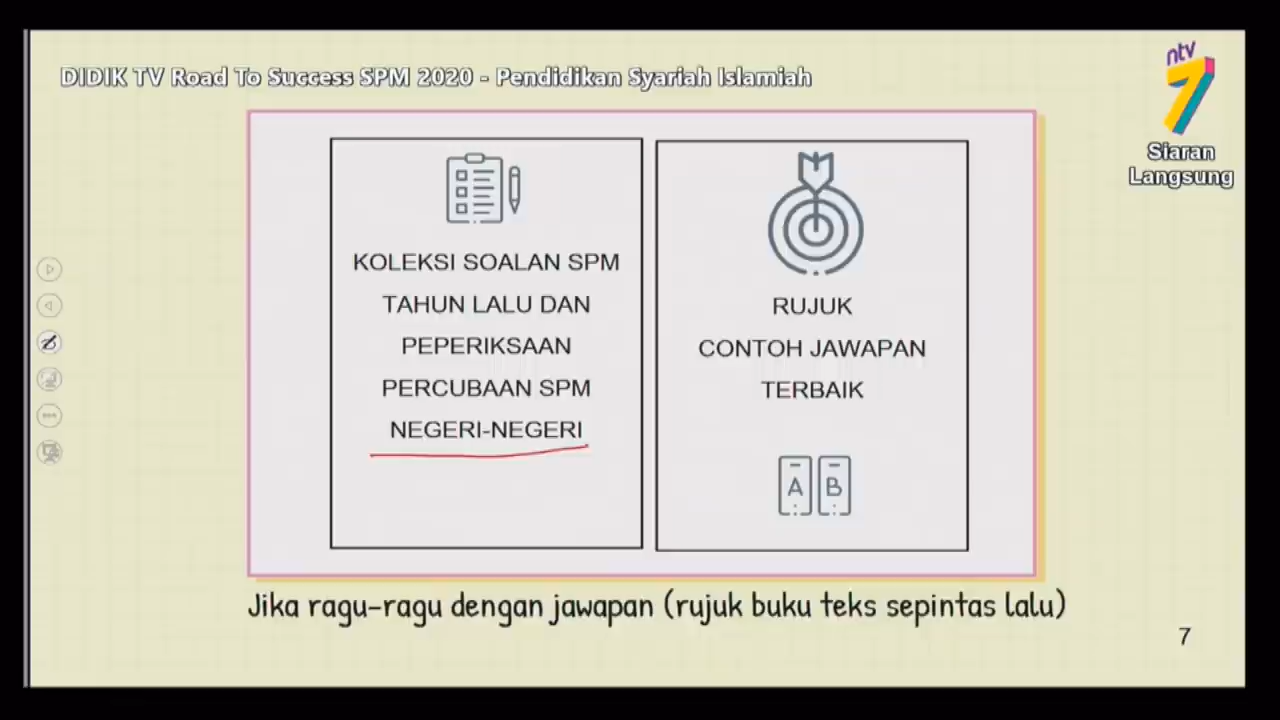 DIDIK TV Road To Success SPM 2020 - Pendidikan Syariah Islamiah
ntv
7
Siaran
Langsung
KOLEKSI SOALAN SPM
TAHUN LALU DAN
PEPERIKSAAN
PERCUBAAN SPM
NEGERI-NEGERI
RUJUK
CONTOH JAWAPAN
TERBAIK
A B
Jika ragu-ragu dengan jawapan (rujuk buku teks sepintas lalu)
7